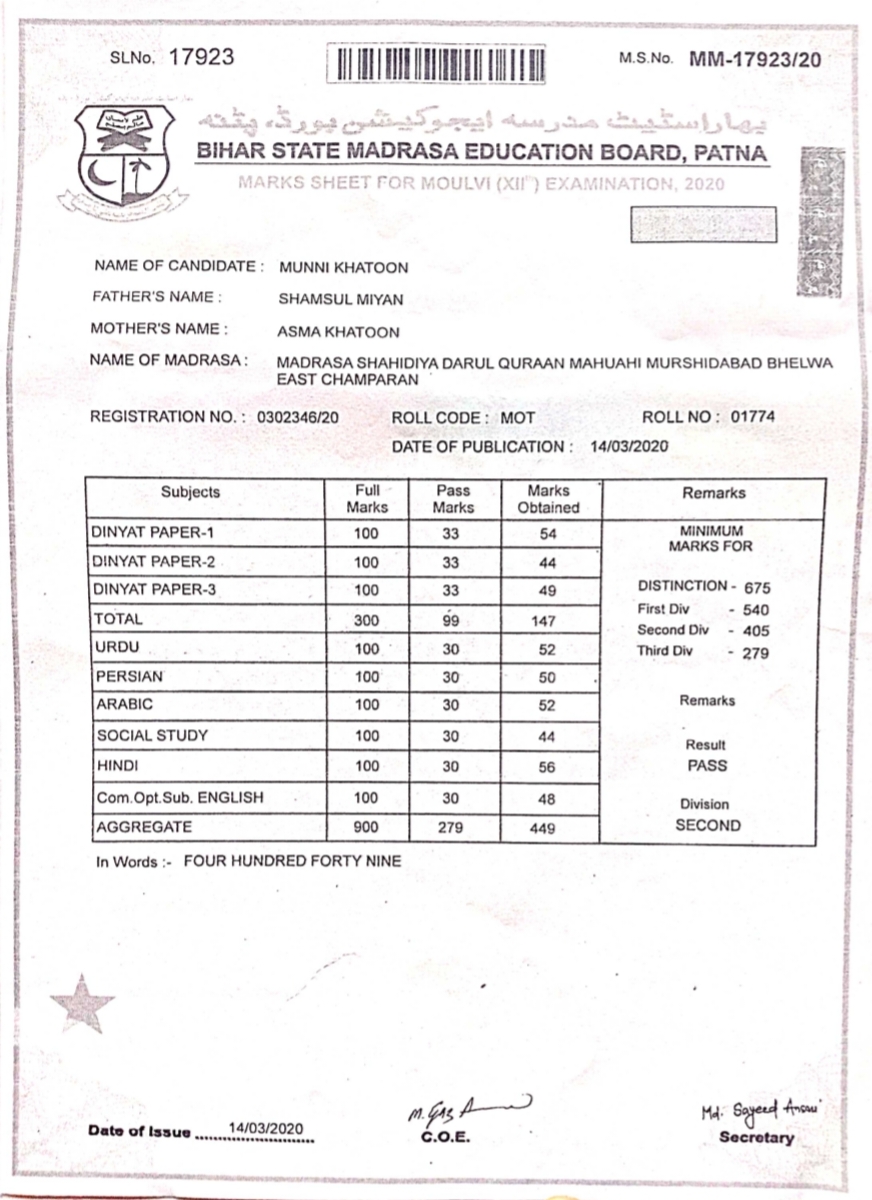 SLNo. 17923
M.S.No. MM-17923/20
بہار اسٹیٹ مدرسہ ایجوکیشن بورڈ، پٹنہ
BIHAR STATE MADRASA EDUCATION BOARD, PATNA
MARKS SHEET FOR MOULVI (XIIth) EXAMINATION, 2020
NAME OF CANDIDATE : MUNNI KHATOON
FATHER'S NAME : SHAMSUL MIYAN
MOTHER'S NAME : ASMA KHATOON
NAME OF MADRASA : MADRASA SHAHIDIYA DARUL QURAAN MAHUAHI MURSHIDABAD BHELWA
EAST CHAMPARAN
REGISTRATION NO. : 0302346/20 ROLL CODE : MOT ROLL NO : 01774
DATE OF PUBLICATION : 14/03/2020
Subjects Full Marks Pass Marks Marks Obtained Remarks
DINYAT PAPER-1 100 33 54
DINYAT PAPER-2 100 33 44
DINYAT PAPER-3 100 33 49
TOTAL 300 99 147
URDU 100 30 52
PERSIAN 100 30 50
ARABIC 100 30 52
SOCIAL STUDY 100 30 44
HINDI 100 30 56
Com.Opt.Sub. ENGLISH 100 30 48
AGGREGATE 900 279 449
MINIMUM
MARKS FOR
DISTINCTION - 675
First Div - 540
Second Div - 405
Third Div - 279
Remarks
Result
PASS
Division
SECOND
In Words :- FOUR HUNDRED FORTY NINE
Date of Issue 14/03/2020
C.O.E.
Md. Sayeed Ansari
Secretary